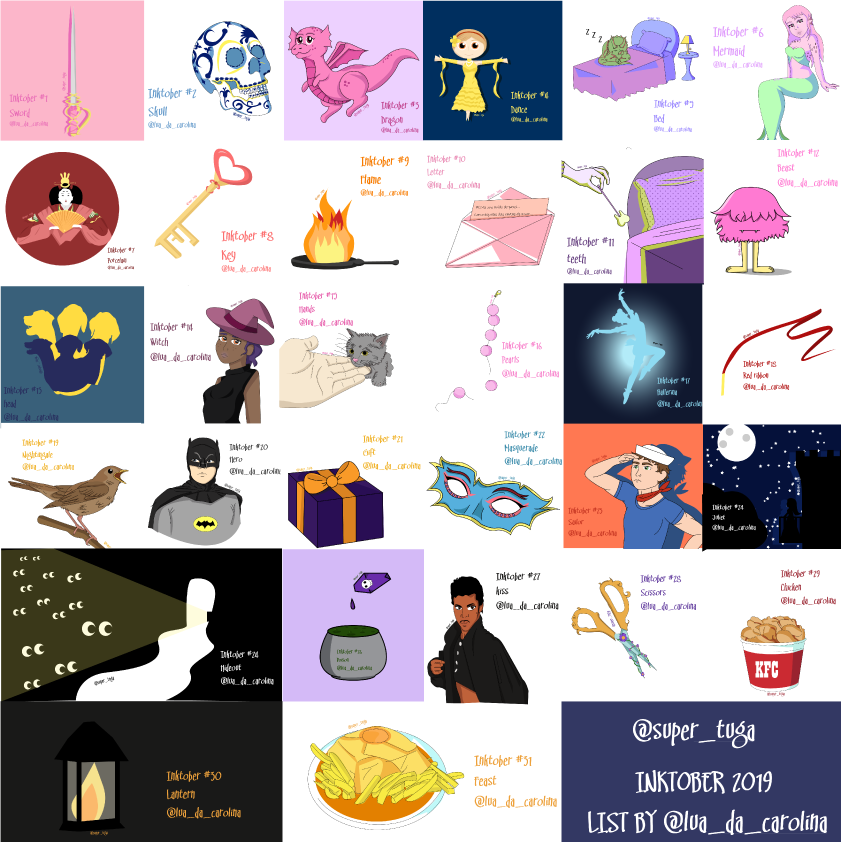 Inktober #1
Sword
@lua_da_carolina
Inktober #2
Skull
@lua_da_carolina
Inktober #3
Dragon
@lua_da_carolina
Inktober #4
Dance
@lua_da_carolina
Z Z Z
Inktober #5
Bed
@lua_da_carolina
Inktober #6
Mermaid
@lua_da_carolina
Inktober #7
Porcelain
@lua_da_carolina
Inktober #8
Key
@lua_da_carolina
Inktober #9
Flame
@lua_da_carolina
Inktober #10
Letter
@lua_da_carolina
Inktober #11
teeth
@lua_da_carolina
Inktober #12
Beast
@lua_da_carolina
Inktober #13
Head
@lua_da_carolina
Inktober #14
Witch
@lua_da_carolina
Inktober #15
Hands
@lua_da_carolina
Inktober #16
Pearls
@lua_da_carolina
Inktober #17
Ballerina
@lua_da_carolina
Inktober #18
Red ribbon
@lua_da_carolina
Inktober #19
Nightingale
@lua_da_carolina
Inktober #20
Hero
@lua_da_carolina
Inktober #21
Gift
@lua_da_carolina
Inktober #22
Masquerade
@lua_da_carolina
Inktober #23
Sailor
@lua_da_carolina
Inktober #24
Juliet
@lua_da_carolina
Inktober #24
Hideout
@lua_da_carolina
@super_tuga
Inktober #26
Poison
@lua_da_carolina
Inktober #27
kiss
@lua_da_carolina
Inktober #28
Scissors
@lua_da_carolina
Inktober #29
Chicken
@lua_da_carolina
KFC
Inktober #30
Lantern
@lua_da_carolina
Inktober #31
Feast
@lua_da_carolina
@super_tuga
INKTOBER 2019
LIST BY @lua_da_carolina